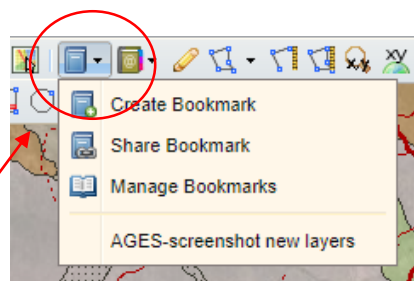 xy
Create Bookmark
Share Bookmark
Manage Bookmarks
AGES-screenshot new layers